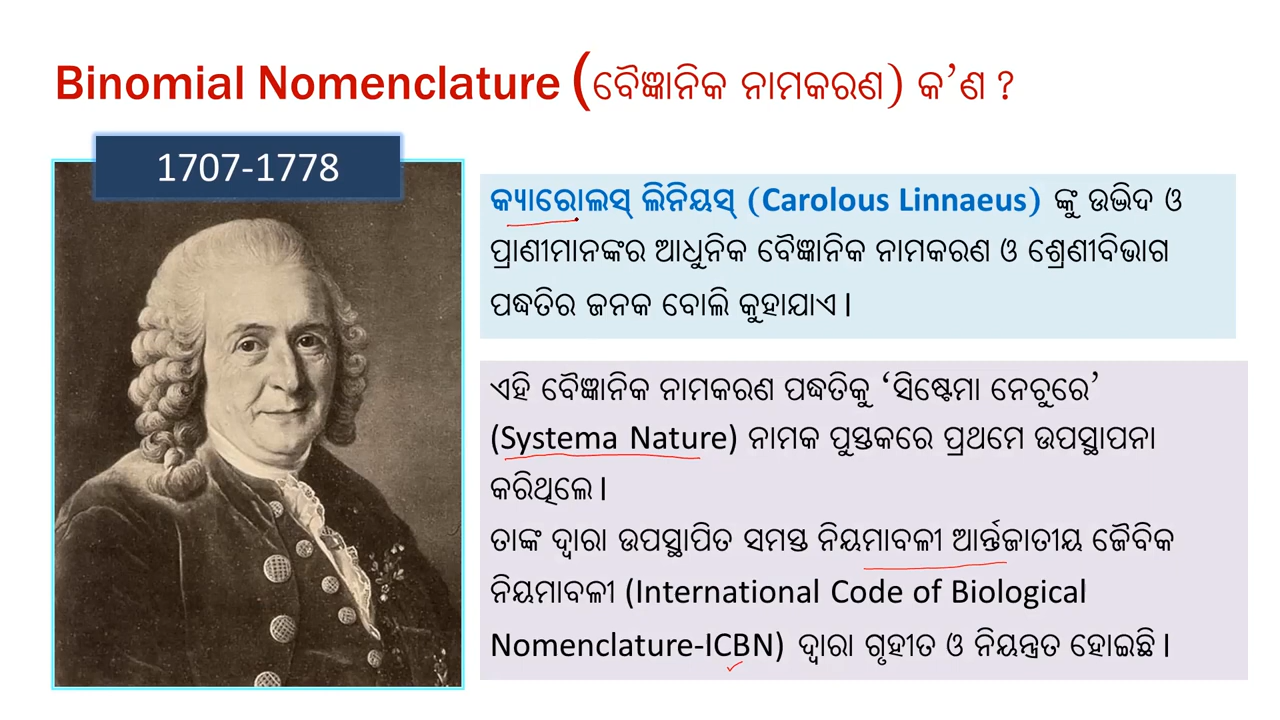 Binomial Nomenclature (ବୈଜ୍ଞାନିକ ନାମକରଣ) କ’ଣ ?
1707-1778
କ୍ୟାରୋଲସ୍ ଲିନିୟସ୍ (Carolous Linnaeus) ଙ୍କୁ ଉଦ୍ଭିଦ ଓ
ପ୍ରାଣୀମାନଙ୍କର ଆଧୁନିକ ବୈଜ୍ଞାନିକ ନାମକରଣ ଓ ଶ୍ରେଣୀବିଭାଗ
ପଦ୍ଧତିର ଜନକ ବୋଲି କୁହାଯାଏ ।
ଏହି ବୈଜ୍ଞାନିକ ନାମକରଣ ପଦ୍ଧତିକୁ ‘ସିଷ୍ଟେମା ନେଚୁରେ’
(Systema Nature) ନାମକ ପୁସ୍ତକରେ ପ୍ରଥମେ ଉପସ୍ଥାପନା
କରିଥିଲେ ।
ତାଙ୍କ ଦ୍ୱାରା ଉପସ୍ଥାପିତ ସମସ୍ତ ନିୟମାବଳୀ ଆର୍ନ୍ତଜାତୀୟ ଜୈବିକ
ନିୟମାବଳୀ (International Code of Biological
Nomenclature-ICBN) ଦ୍ୱାରା ଗୃହୀତ ଓ ନିୟନ୍ତ୍ରତ ହୋଇଛି ।